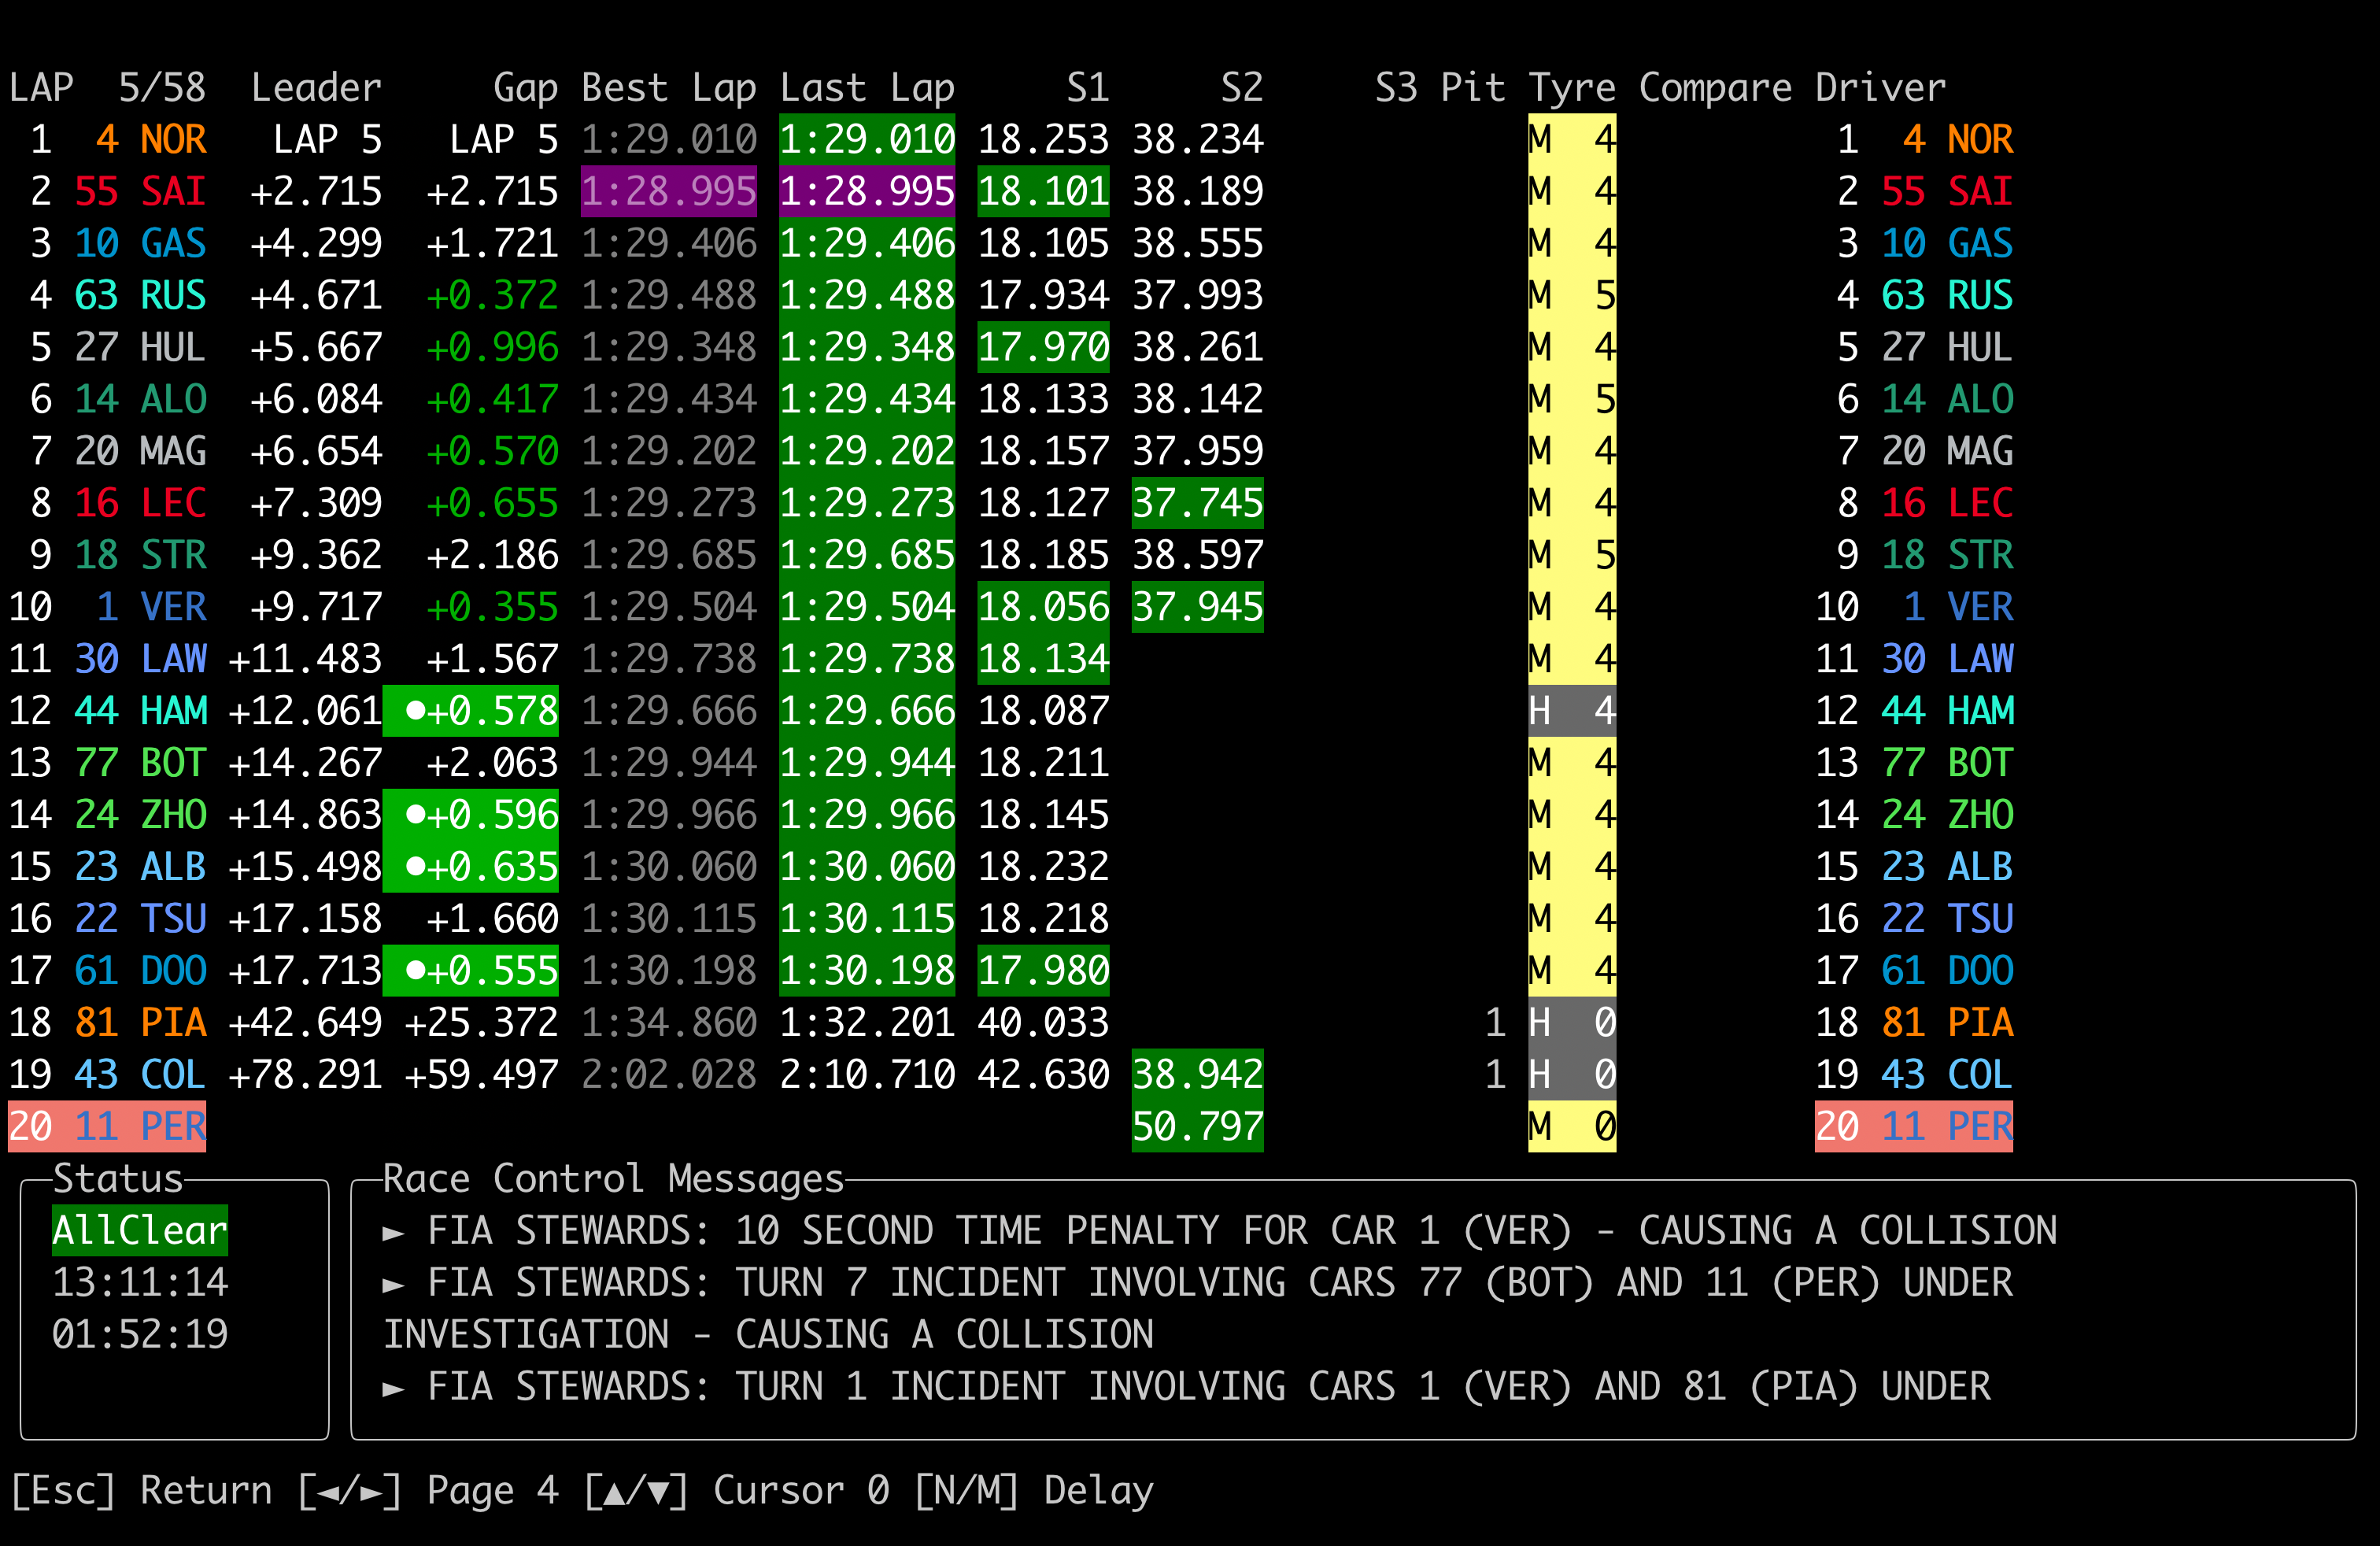 LAP 5/58 Leader Gap Best Lap Last Lap S1 S2 S3 Pit Tyre Compare Driver
1 4 NOR LAP 5 LAP 5 1:29.010 1:29.010 18.253 38.234 M 4 1 4 NOR
2 55 SAI +2.715 +2.715 1:28.995 1:28.995 18.101 38.189 M 4 2 55 SAI
3 10 GAS +4.299 +1.721 1:29.406 1:29.406 18.105 38.555 M 4 3 10 GAS
4 63 RUS +4.671 +0.372 1:29.488 1:29.488 17.934 37.993 M 5 4 63 RUS
5 27 HUL +5.667 +0.996 1:29.348 1:29.348 17.970 38.261 M 4 5 27 HUL
6 14 ALO +6.084 +0.417 1:29.434 1:29.434 18.133 38.142 M 5 6 14 ALO
7 20 MAG +6.654 +0.570 1:29.202 1:29.202 18.157 37.959 M 4 7 20 MAG
8 16 LEC +7.309 +0.655 1:29.273 1:29.273 18.127 37.745 M 4 8 16 LEC
9 18 STR +9.362 +2.186 1:29.685 1:29.685 18.185 38.597 M 5 9 18 STR
10 1 VER +9.717 +0.355 1:29.504 1:29.504 18.056 37.945 M 4 10 1 VER
11 30 LAW +11.483 +1.567 1:29.738 1:29.738 18.134 M 4 11 30 LAW
12 44 HAM +12.061 ●+0.578 1:29.666 1:29.666 18.087 H 4 12 44 HAM
13 77 BOT +14.267 +2.063 1:29.944 1:29.944 18.211 M 4 13 77 BOT
14 24 ZHO +14.863 ●+0.596 1:29.966 1:29.966 18.145 M 4 14 24 ZHO
15 23 ALB +15.498 ●+0.635 1:30.060 1:30.060 18.232 M 4 15 23 ALB
16 22 TSU +17.158 +1.660 1:30.115 1:30.115 18.218 M 4 16 22 TSU
17 61 DOO +17.713 ●+0.555 1:30.198 1:30.198 17.980 M 4 17 61 DOO
18 81 PIA +42.649 +25.372 1:34.860 1:32.201 40.033 1 H 0 18 81 PIA
19 43 COL +78.291 +59.497 2:02.028 2:10.710 42.630 38.942 1 H 0 19 43 COL
20 11 PER 50.797 M 0 20 11 PER
Status
AllClear
13:11:14
01:52:19
Race Control Messages
► FIA STEWARDS: 10 SECOND TIME PENALTY FOR CAR 1 (VER) - CAUSING A COLLISION
► FIA STEWARDS: TURN 7 INCIDENT INVOLVING CARS 77 (BOT) AND 11 (PER) UNDER
INVESTIGATION - CAUSING A COLLISION
► FIA STEWARDS: TURN 1 INCIDENT INVOLVING CARS 1 (VER) AND 81 (PIA) UNDER
[Esc] Return [◄/►] Page 4 [▲/▼] Cursor 0 [N/M] Delay